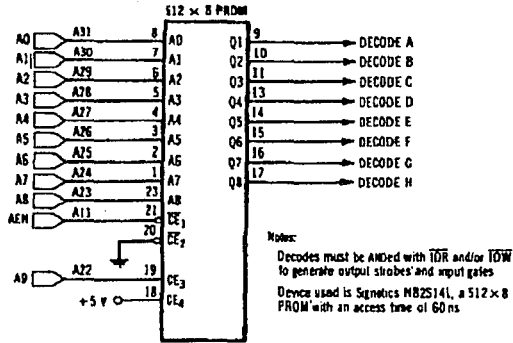 512 × 8 PROM
A0 A31 8 A0 Q1 9 DECODE A
A1 A30 7 A1 Q2 10 DECODE B
A2 A29 6 A2 Q3 11 DECODE C
A3 A28 5 A3 Q4 13 DECODE D
A4 A27 4 A4 Q5 14 DECODE E
A5 A26 3 A5 Q6 15 DECODE F
A6 A25 2 A6 Q7 16 DECODE G
A7 A24 1 A7 Q8 17 DECODE H
A8 A23 23 A8
AEN A11 21 CE1
20 CE2
A9 A22 19 CE3
+5 V 18 CE4
Notes:
Decodes must be ANDed with IOR and/or IOW
to generate output strobes and input gates
Device used is Signetics N82S141, a 512 × 8
PROM with an access time of 60 ns